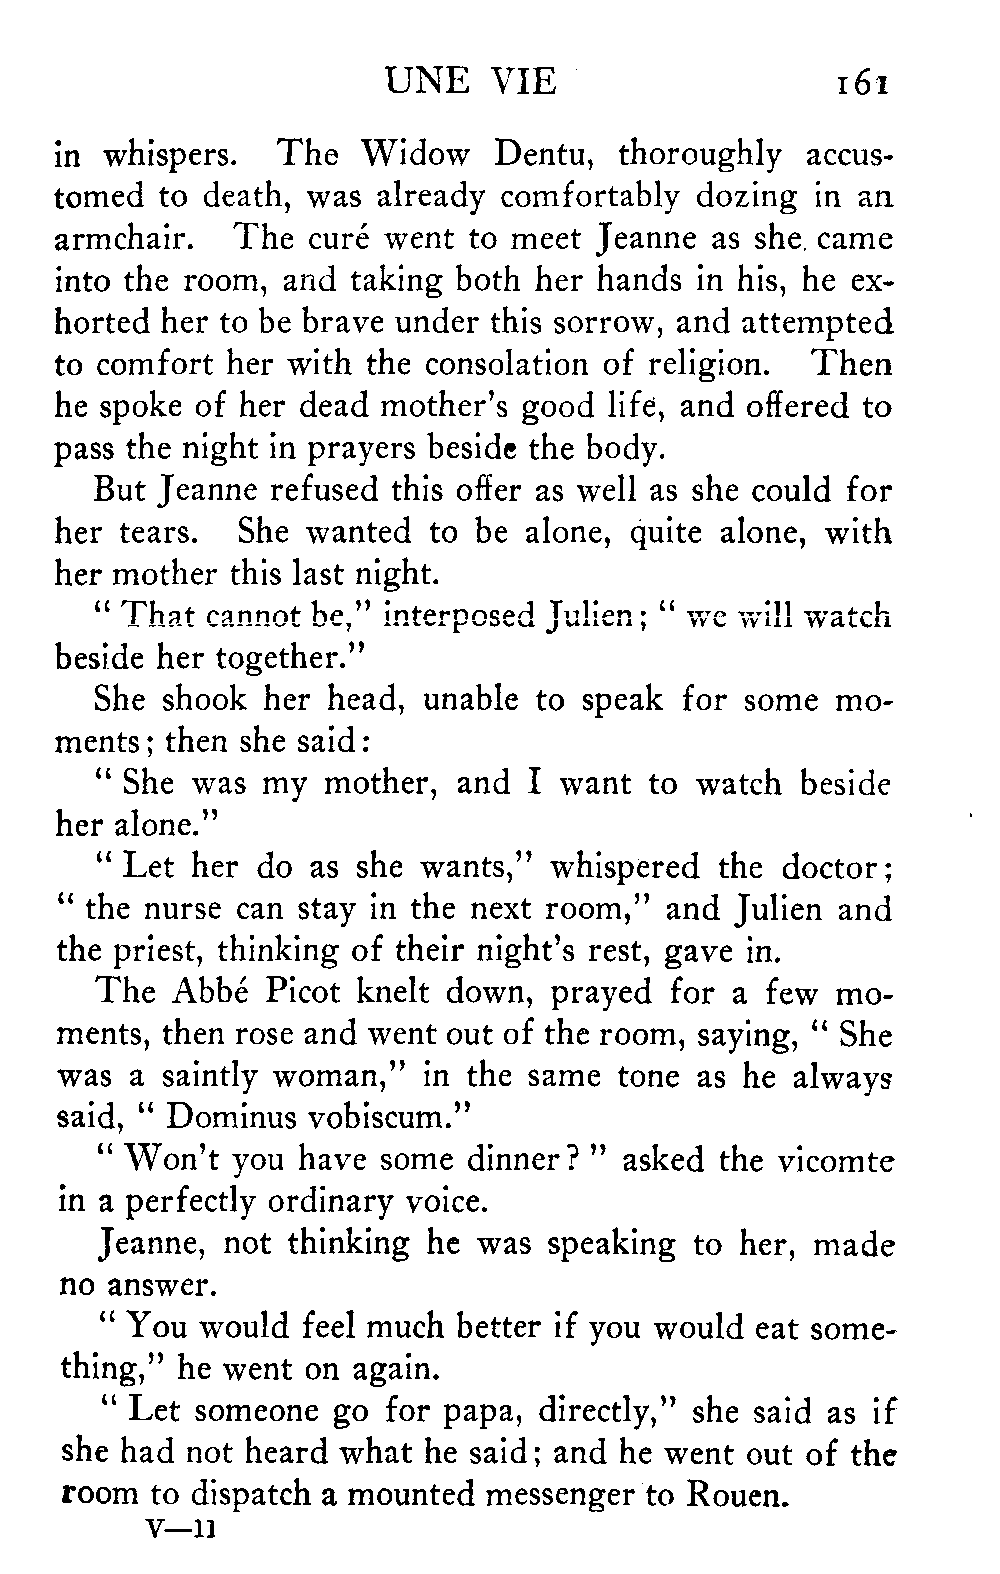 UNE VIE 161
in whispers. The Widow Dentu, thoroughly accus-
tomed to death, was already comfortably dozing in an
armchair. The curé went to meet Jeanne as she came
into the room, and taking both her hands in his, he ex-
horted her to be brave under this sorrow, and attempted
to comfort her with the consolation of religion. Then
he spoke of her dead mother's good life, and offered to
pass the night in prayers beside the body.
But Jeanne refused this offer as well as she could for
her tears. She wanted to be alone, quite alone, with
her mother this last night.
" That cannot be," interposed Julien; " we will watch
beside her together."
She shook her head, unable to speak for some mo-
ments; then she said:
" She was my mother, and I want to watch beside
her alone."
" Let her do as she wants," whispered the doctor;
" the nurse can stay in the next room," and Julien and
the priest, thinking of their night's rest, gave in.
The Abbé Picot knelt down, prayed for a few mo-
ments, then rose and went out of the room, saying, " She
was a saintly woman," in the same tone as he always
said, " Dominus vobiscum."
" Won't you have some dinner? " asked the vicomte
in a perfectly ordinary voice.
Jeanne, not thinking he was speaking to her, made
no answer.
" You would feel much better if you would eat some-
thing," he went on again.
" Let someone go for papa, directly," she said as if
she had not heard what he said; and he went out of the
room to dispatch a mounted messenger to Rouen.
V—11